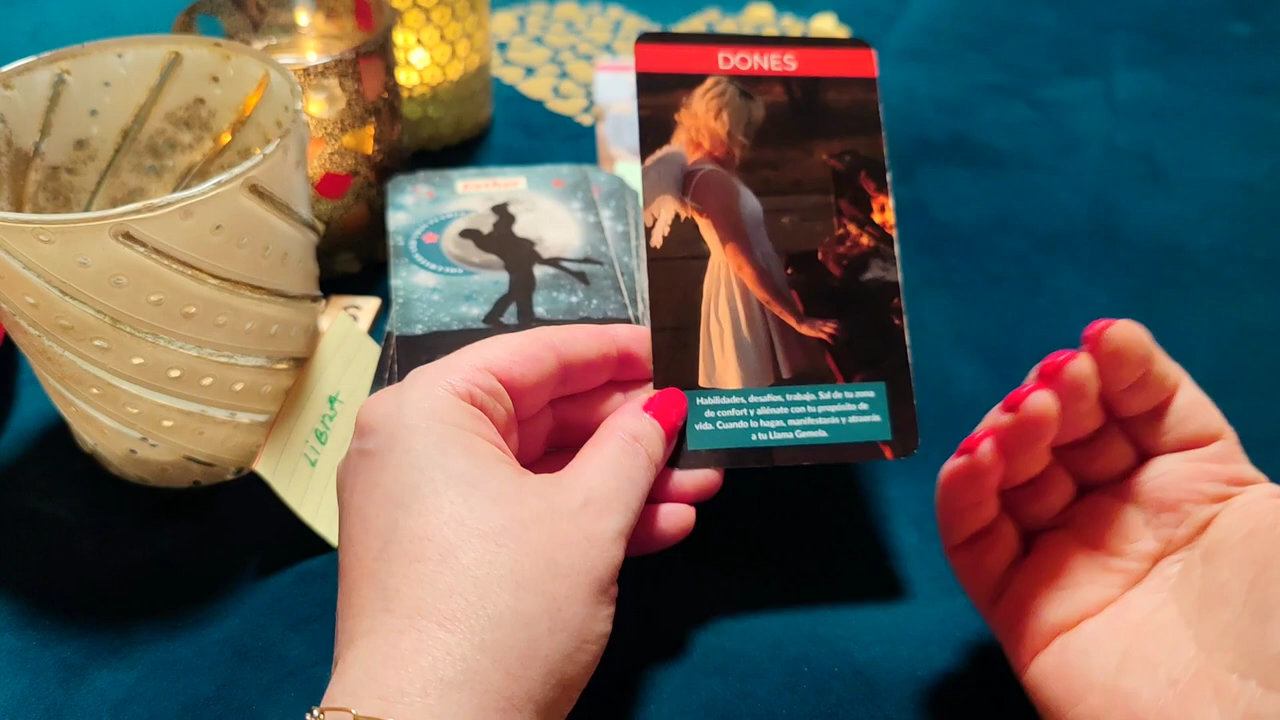 DONES
Habilidades, desafíos, trabajo. Sal de tu zona
de confort y aliénate con tu propósito de
vida. Cuando lo hagas, manifestarás y atraerás
a tu Llama Gemela.
LIBRA